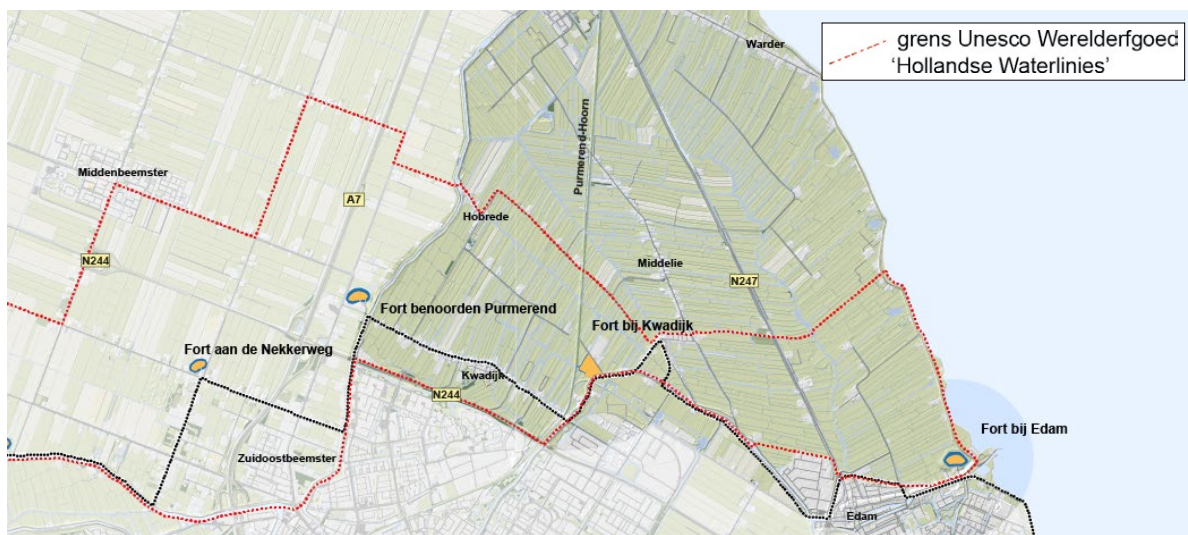 grens Unesco Werelderfgoed
‘Hollandse Waterlinies’
Warder
Purmerend-Hoorn
Middenbeemster
A7
Hobrede
N244
Middelie
N247
Fort benoorden Purmerend
Fort bij Kwadijk
Fort aan de Nekkerweg
Kwadijk
N244
Fort bij Edam
Zuidoostbeemster
Edam